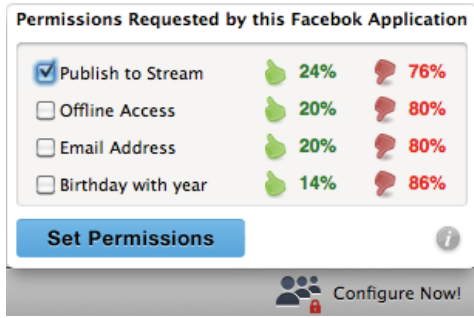 Permissions Requested by this Facebok Application
Publish to Stream 24% 76%
Offline Access 20% 80%
Email Address 20% 80%
Birthday with year 14% 86%
Set Permissions i
Configure Now!